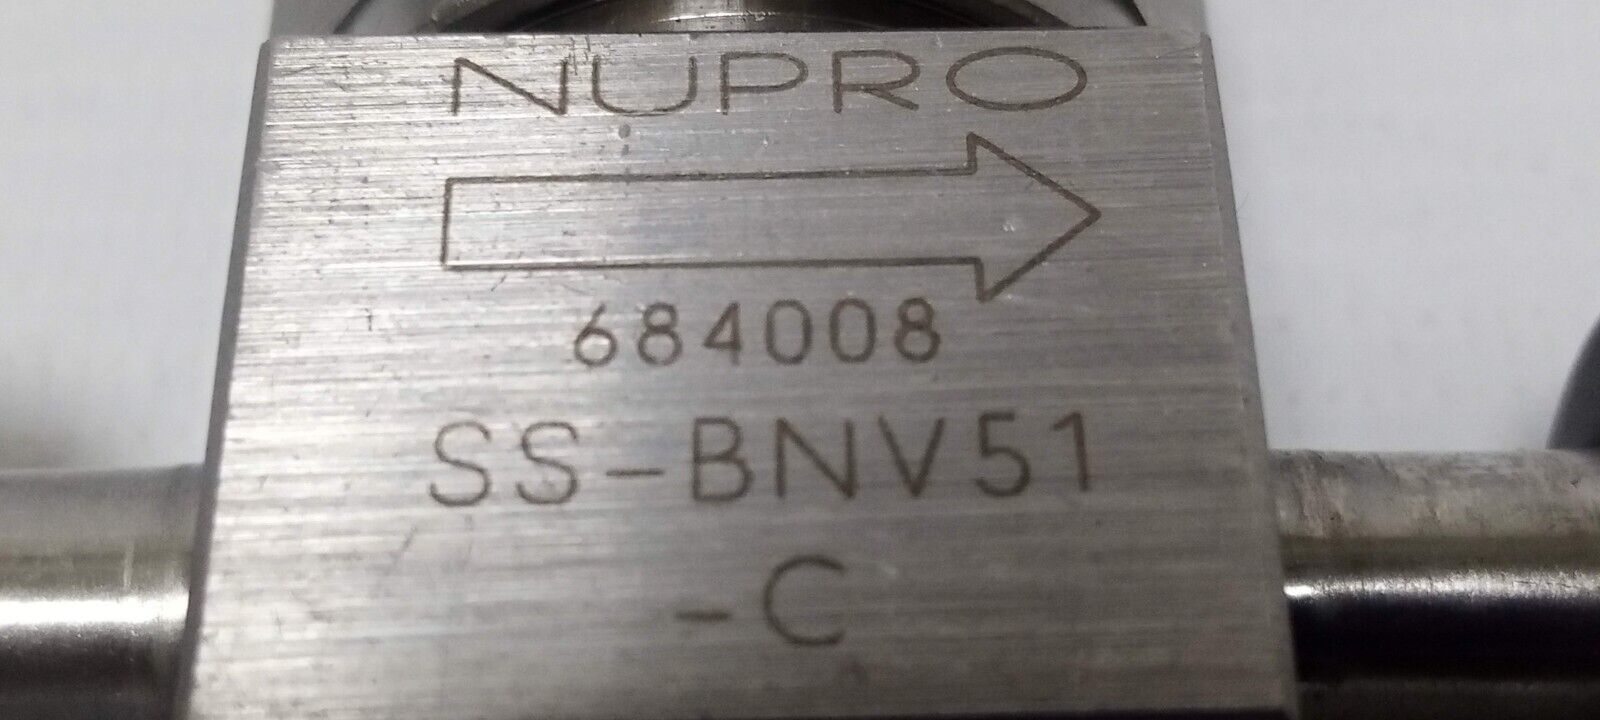 NUPRO
684008
SS-BNV51
-C